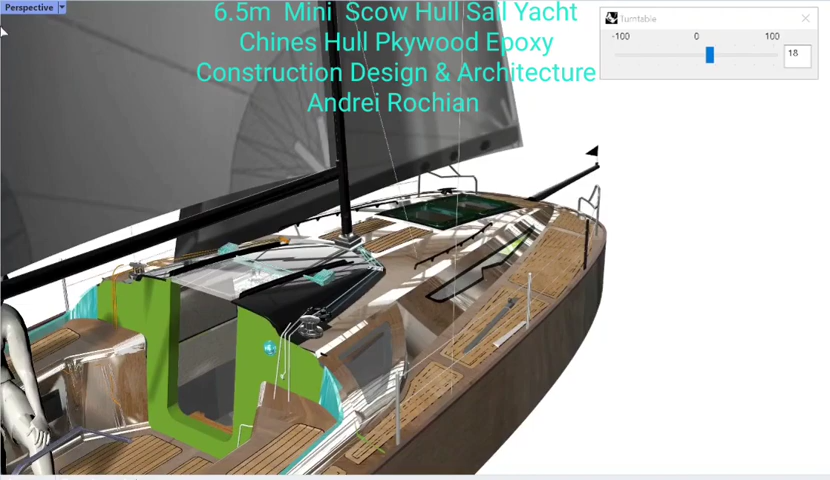 Perspective
6.5m Mini Scow Hull Sail Yacht
Chines Hull Pkywood Epoxy
Construction Design & Architecture
Andrei Rochian
Turntable
-100 0 100
18